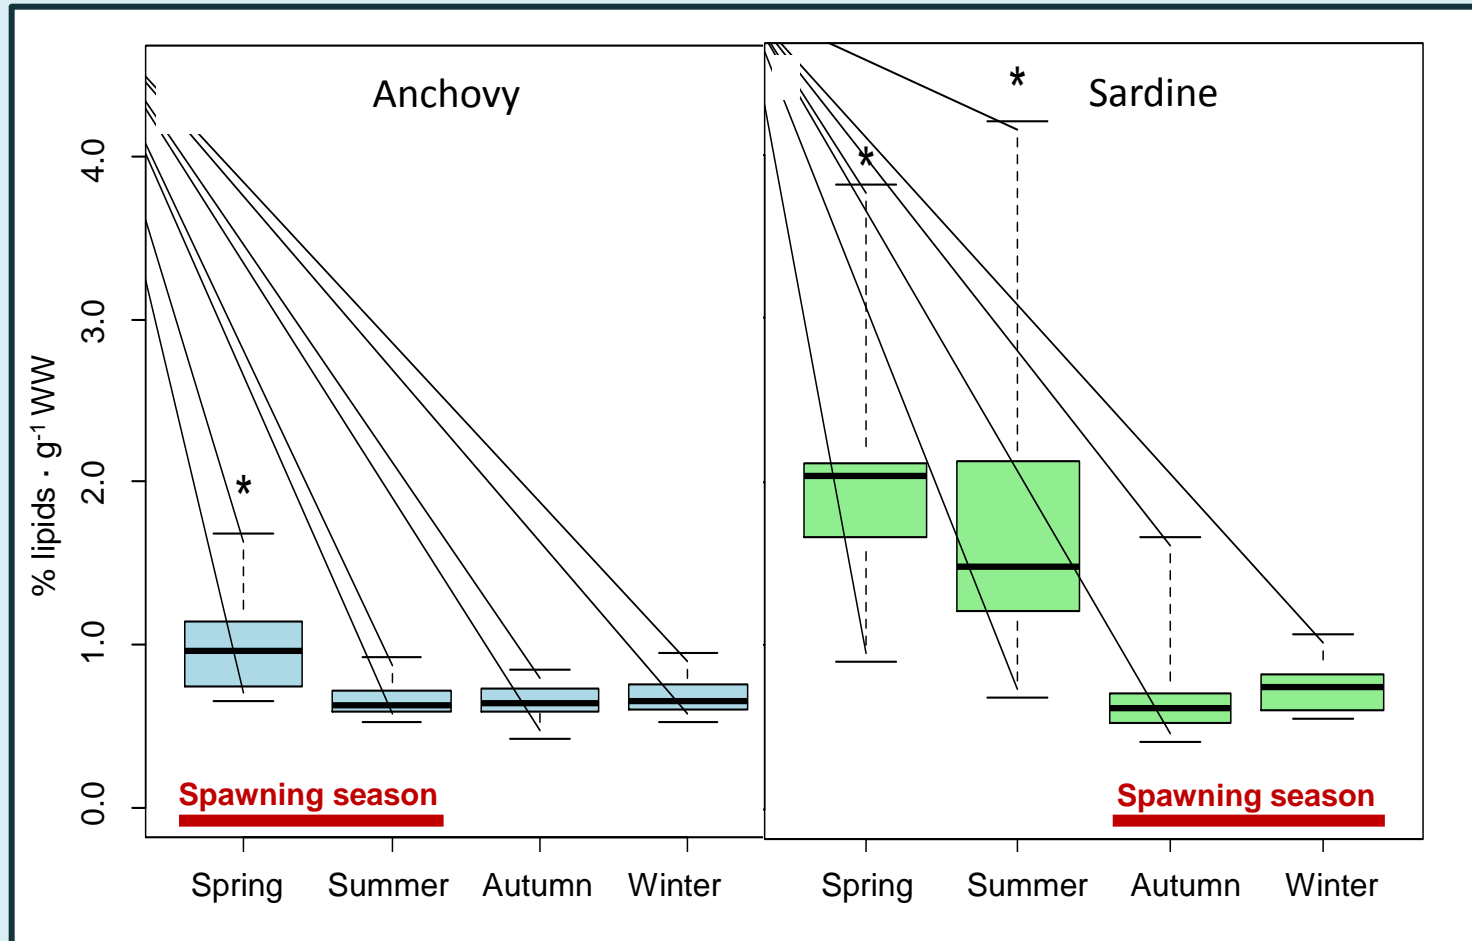 Anchovy
Sardine
*
*
*
4.0
3.0
2.0
1.0
0.0
% lipids · g⁻¹ WW
Spawning season
Spawning season
Spring Summer Autumn Winter
Spring Summer Autumn Winter